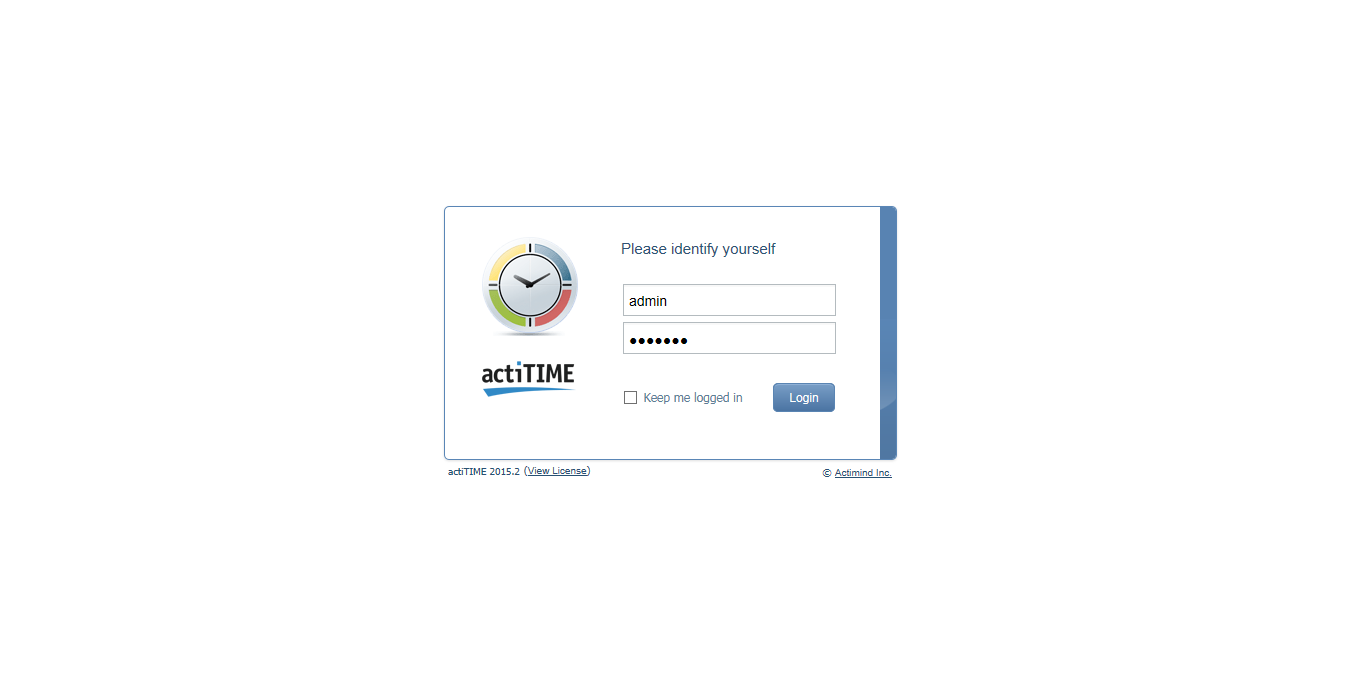 Please identify yourself
admin
•••••••
actiTIME
Keep me logged in
Login
actiTIME 2015.2 (View License)
© Actimind Inc.